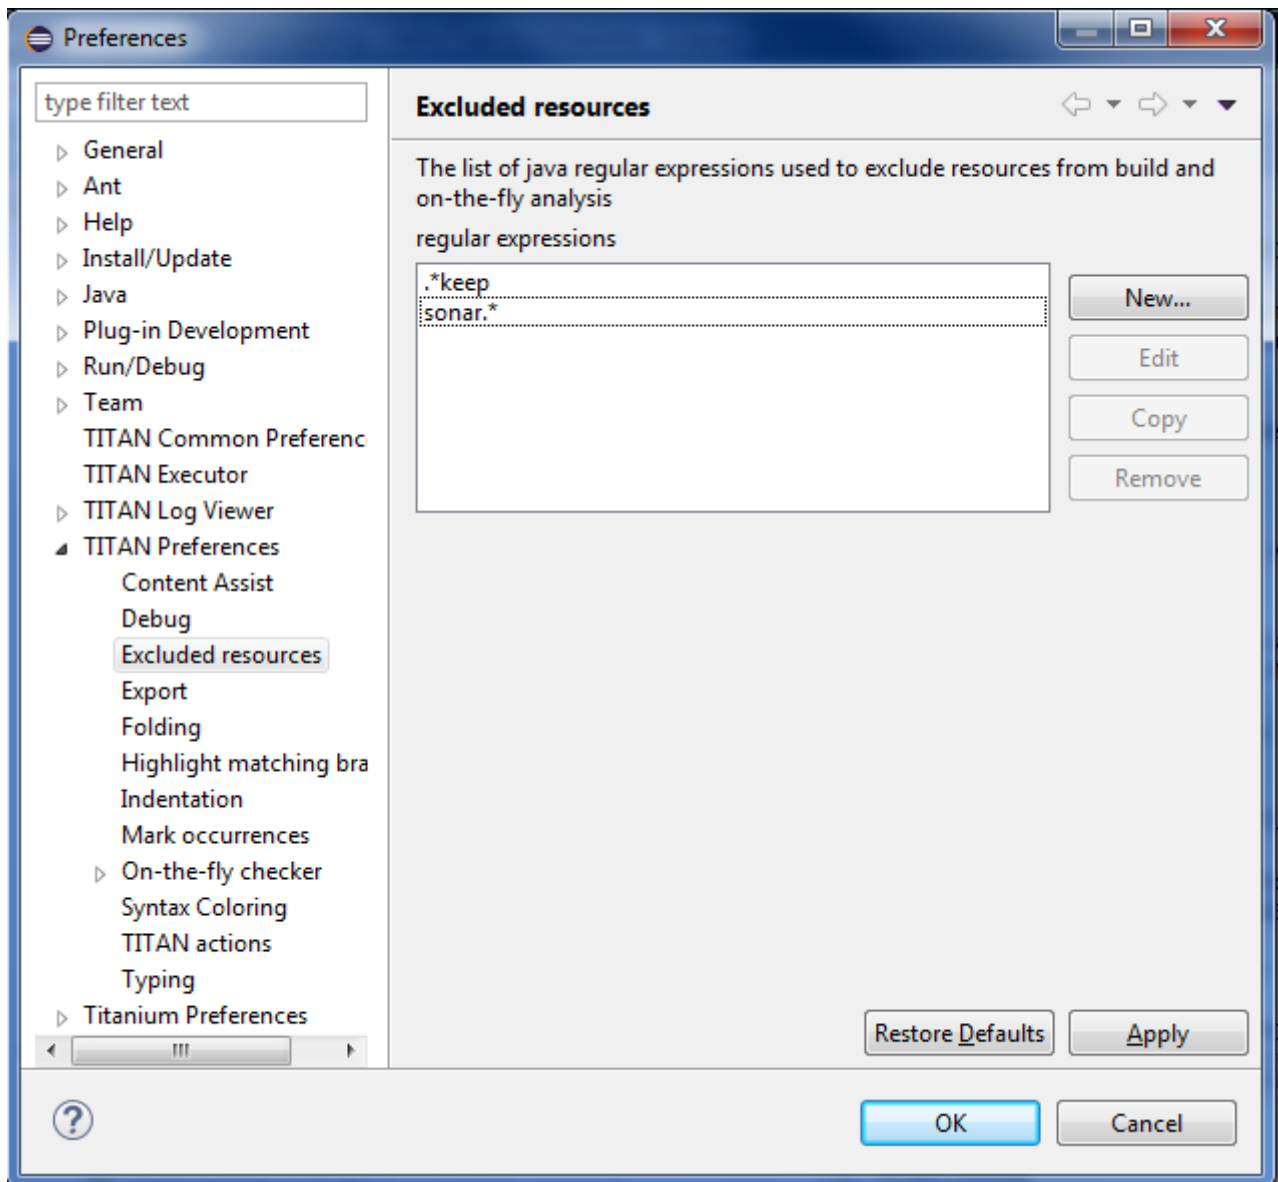 Preferences
type filter text
General
Ant
Help
Install/Update
Java
Plug-in Development
Run/Debug
Team
TITAN Common Preferenc
TITAN Executor
TITAN Log Viewer
TITAN Preferences
Content Assist
Debug
Excluded resources
Export
Folding
Highlight matching bra
Indentation
Mark occurrences
On-the-fly checker
Syntax Coloring
TITAN actions
Typing
Titanium Preferences
Excluded resources
The list of java regular expressions used to exclude resources from build and
on-the-fly analysis
regular expressions
.*keep
sonar.*
New...
Edit
Copy
Remove
Restore Defaults
Apply
OK
Cancel